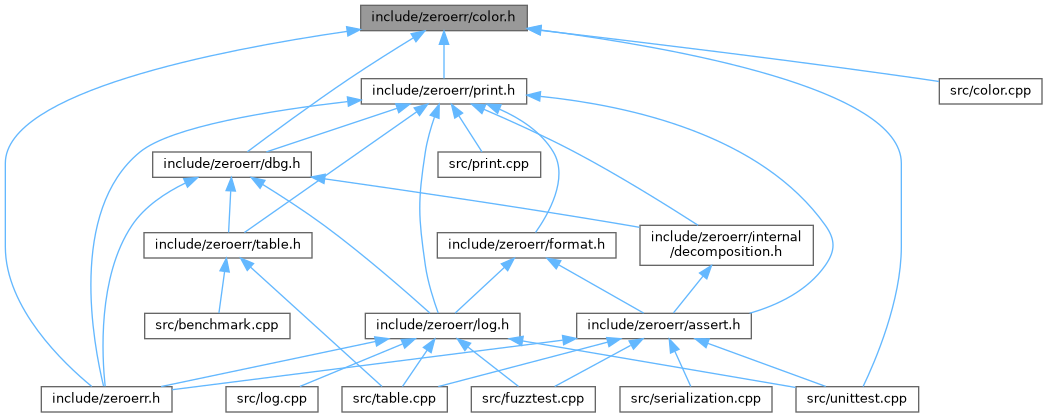 include/zeroerr/color.h
include/zeroerr/print.h
src/color.cpp
include/zeroerr/dbg.h
src/print.cpp
include/zeroerr/table.h
include/zeroerr/format.h
include/zeroerr/internal
/decomposition.h
src/benchmark.cpp
include/zeroerr/log.h
include/zeroerr/assert.h
include/zeroerr.h
src/log.cpp
src/table.cpp
src/fuzztest.cpp
src/serialization.cpp
src/unittest.cpp